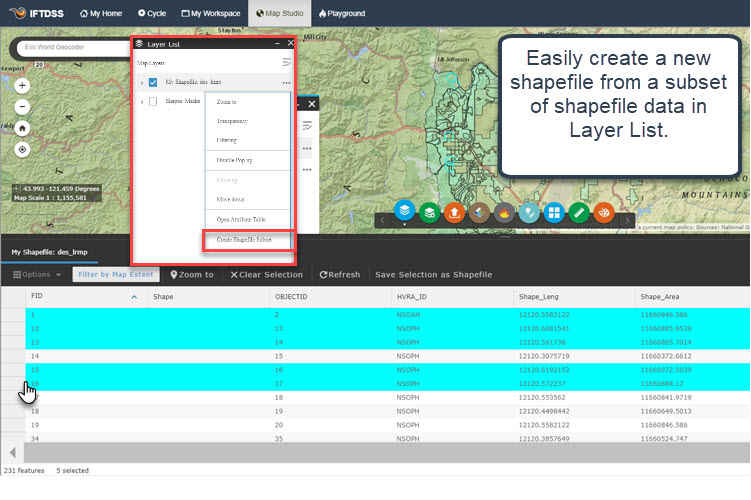 IFTDSS My Home Cycle My Workspace Map Studio Playground
Stayton
Mill City
Esri World Geocoder
Newport
20
Layer List
Map Layers
My Shapefile: des_lrmp
Shapes: Masks
Zoom to
Transparency
Filtering
Disable Pop up
Move up
Move down
Open Attribute Table
Create Shapefile Subset
Mt Jefferson
Easily create a new
shapefile from a subset
of shapefile data in
Layer List.
OCHOCO
MOUNTAINS
43.993 -121.459 Degrees
Map Scale 1 : 1,155,581
s current map policy. Sources: National G
My Shapefile: des_lrmp
Options Filter by Map Extent Zoom to Clear Selection Refresh Save Selection as Shapefile
FID Shape OBJECTID HVRA_ID Shape_Leng Shape_Area
1 2 NSOAH 12120.5582122 11660846.586
12 13 NSOPH 12120.6081541 11660885.9539
13 14 NSOPH 12120.561738 11660865.7014
14 15 NSOPH 12120.3075719 11660372.6612
15 16 NSOPH 12120.6192152 11660972.5039
16 17 NSOPH 12120.572237 11660884.12
18 NSOPH 12120.553562 11660841.9719
18 19 NSOPH 12120.4498442 11660649.5013
19 20 NSOPH 12120.5582122 11660846.586
34 35 NSOPH 12120.3857649 11660524.747
231 features 5 selected